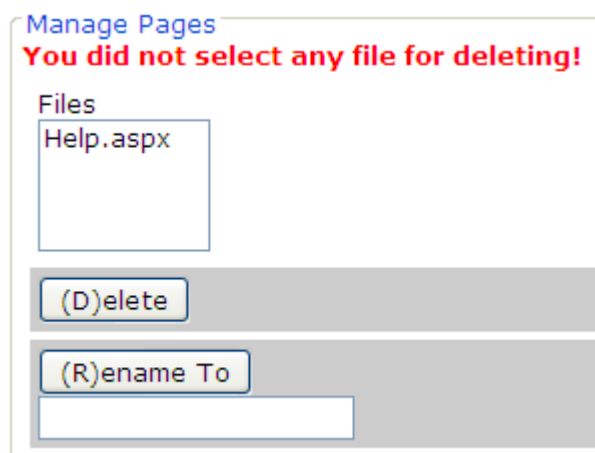 Manage Pages
You did not select any file for deleting!
Files
Help.aspx
(D)elete
(R)ename To